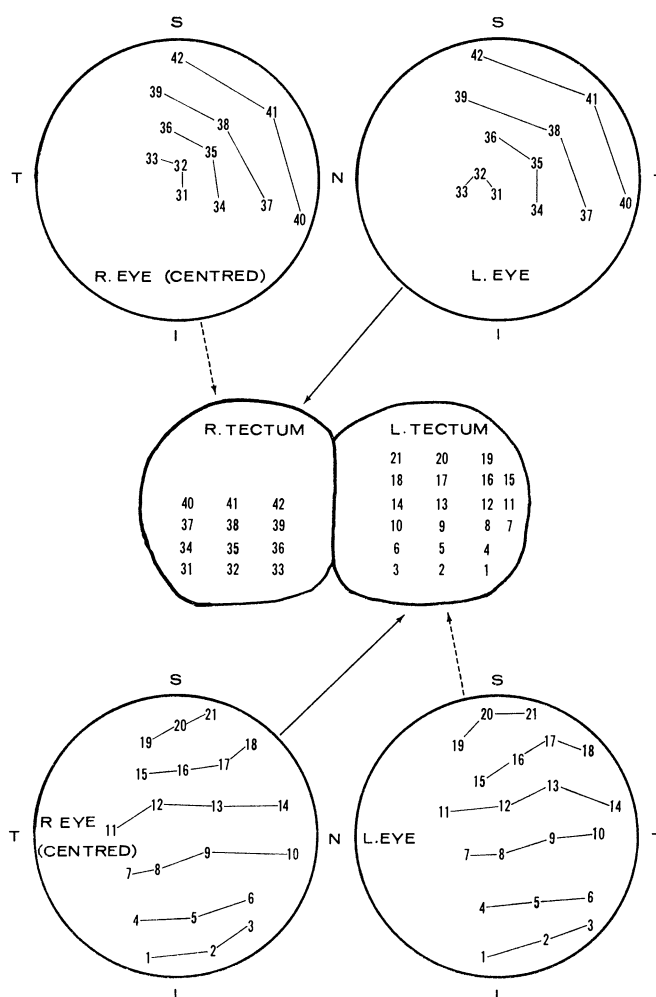 S S
42 42
39 41 39 41
36 38 36 38
33 32 35 33 32 35
T N T
31 34 37 40 31 34 37 40
R. EYE (CENTRED) L. EYE
I I
R. TECTUM L. TECTUM
21 20 19
18 17 16 15
40 41 42 14 13 12 11
37 38 39 10 9 8 7
34 35 36 6 5 4
31 32 33 3 2 1
S S
19 20 21 19 20 21
15 16 17 18 15 16 17 18
11 12 13 14 11 12 13 14
T R EYE N L.EYE T
(CENTRED)
7 8 9 10 7 8 9 10
4 5 6 4 5 6
1 2 3 1 2 3
I I